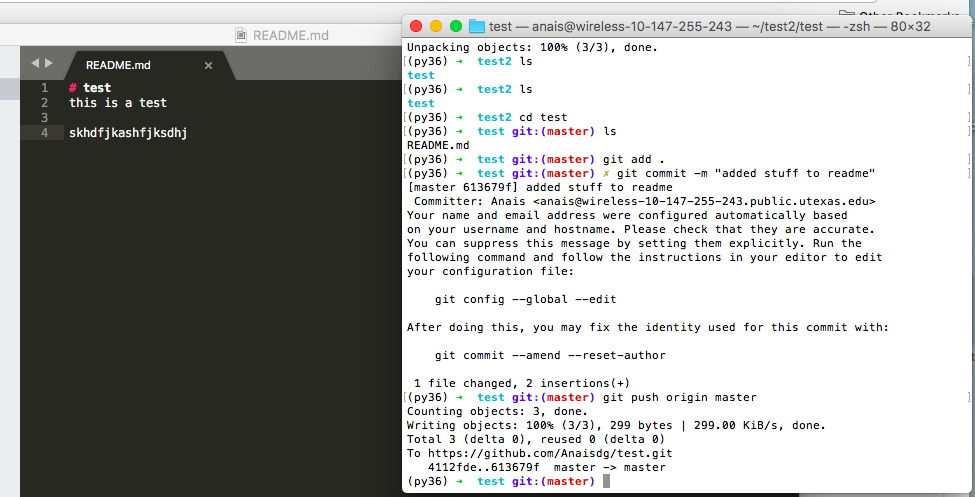 Other Bookmarks
README.md
README.md ×
1 # test
2 this is a test
3
4 skhdfjkashfjksdhj
test — anais@wireless-10-147-255-243 — ~/test2/test — -zsh — 80×32
Unpacking objects: 100% (3/3), done.
[(py36) → test2 ls ]
test
[(py36) → test2 ls ]
test
[(py36) → test2 cd test ]
[(py36) → test git:(master) ls ]
README.md
[(py36) → test git:(master) git add . ]
[(py36) → test git:(master) ✗ git commit -m "added stuff to readme" ]
[master 613679f] added stuff to readme
Committer: Anais <anais@wireless-10-147-255-243.public.utexas.edu>
Your name and email address were configured automatically based
on your username and hostname. Please check that they are accurate.
You can suppress this message by setting them explicitly. Run the
following command and follow the instructions in your editor to edit
your configuration file:
git config --global --edit
After doing this, you may fix the identity used for this commit with:
git commit --amend --reset-author
1 file changed, 2 insertions(+)
[(py36) → test git:(master) git push origin master ]
Counting objects: 3, done.
Writing objects: 100% (3/3), 299 bytes | 299.00 KiB/s, done.
Total 3 (delta 0), reused 0 (delta 0)
To https://github.com/Anaisdg/test.git
4112fde..613679f master -> master
(py36) → test git:(master)